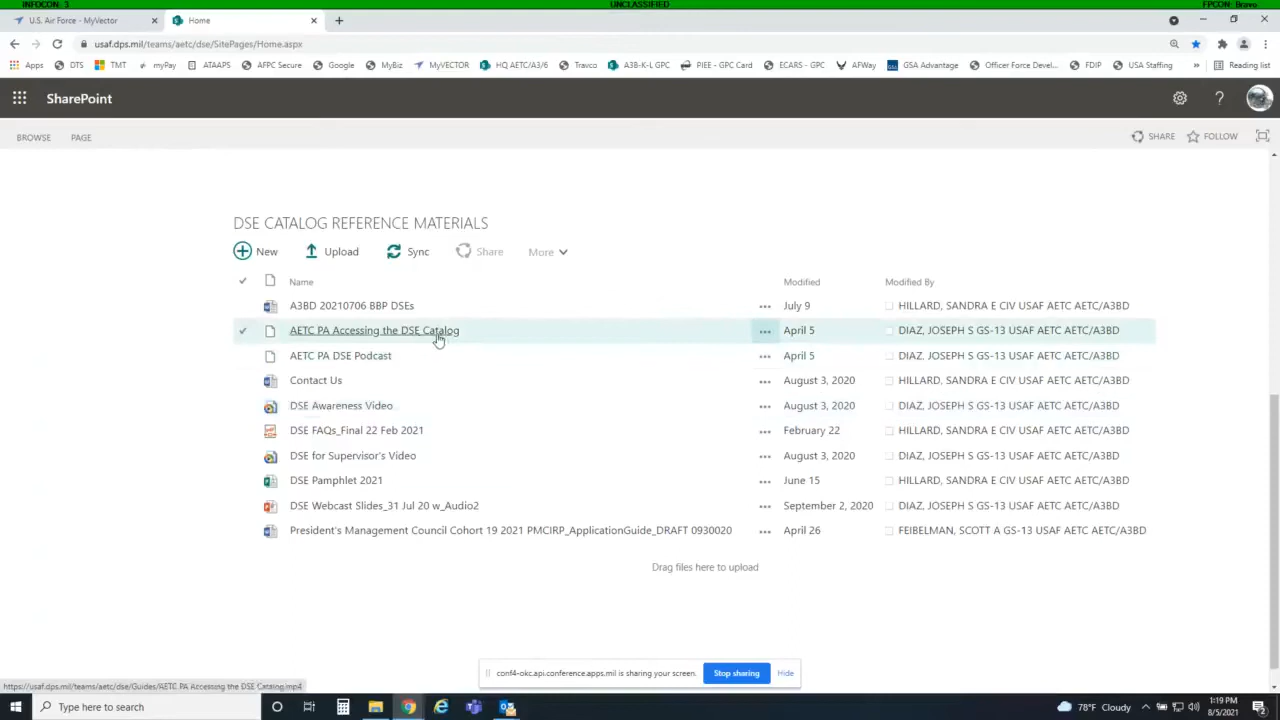 INFOCON: 3 UNCLASSIFIED FPCON: Bravo
U.S. Air Force - MyVector Home
usaf.dps.mil/teams/aetc/dse/SitePages/Home.aspx
Apps DTS TMT myPay ATAAPS AFPC Secure Google MyBiz MyVECTOR HQ AETC/A3/6 Travco A3B-K-L GPC PIEE - GPC Card ECARS - GPC AFWay GSA Advantage Officer Force Devel... FDIP USA Staffing » Reading list
SharePoint
BROWSE PAGE SHARE FOLLOW
DSE CATALOG REFERENCE MATERIALS
New Upload Sync Share More
Name Modified Modified By
A3BD 20210706 BBP DSEs ... July 9 HILLARD, SANDRA E CIV USAF AETC AETC/A3BD
AETC PA Accessing the DSE Catalog ... April 5 DIAZ, JOSEPH S GS-13 USAF AETC AETC/A3BD
AETC PA DSE Podcast ... April 5 DIAZ, JOSEPH S GS-13 USAF AETC AETC/A3BD
Contact Us ... August 3, 2020 HILLARD, SANDRA E CIV USAF AETC AETC/A3BD
DSE Awareness Video ... August 3, 2020 DIAZ, JOSEPH S GS-13 USAF AETC AETC/A3BD
DSE FAQs_Final 22 Feb 2021 ... February 22 HILLARD, SANDRA E CIV USAF AETC AETC/A3BD
DSE for Supervisor's Video ... August 3, 2020 DIAZ, JOSEPH S GS-13 USAF AETC AETC/A3BD
DSE Pamphlet 2021 ... June 15 HILLARD, SANDRA E CIV USAF AETC AETC/A3BD
DSE Webcast Slides_31 Jul 20 w_Audio2 ... September 2, 2020 DIAZ, JOSEPH S GS-13 USAF AETC AETC/A3BD
President's Management Council Cohort 19 2021 PMCIRP_ApplicationGuide_DRAFT 0930020 ... April 26 FEIBELMAN, SCOTT A GS-13 USAF AETC AETC/A3BD
Drag files here to upload
conf4-okc.api.conference.apps.mil is sharing your screen. Stop sharing Hide
https://usaf.dps.mil/teams/aetc/dse/Guides/AETC PA Accessing the DSE Catalog.mp4
Type here to search 78°F Cloudy 1:19 PM
8/5/2021 2